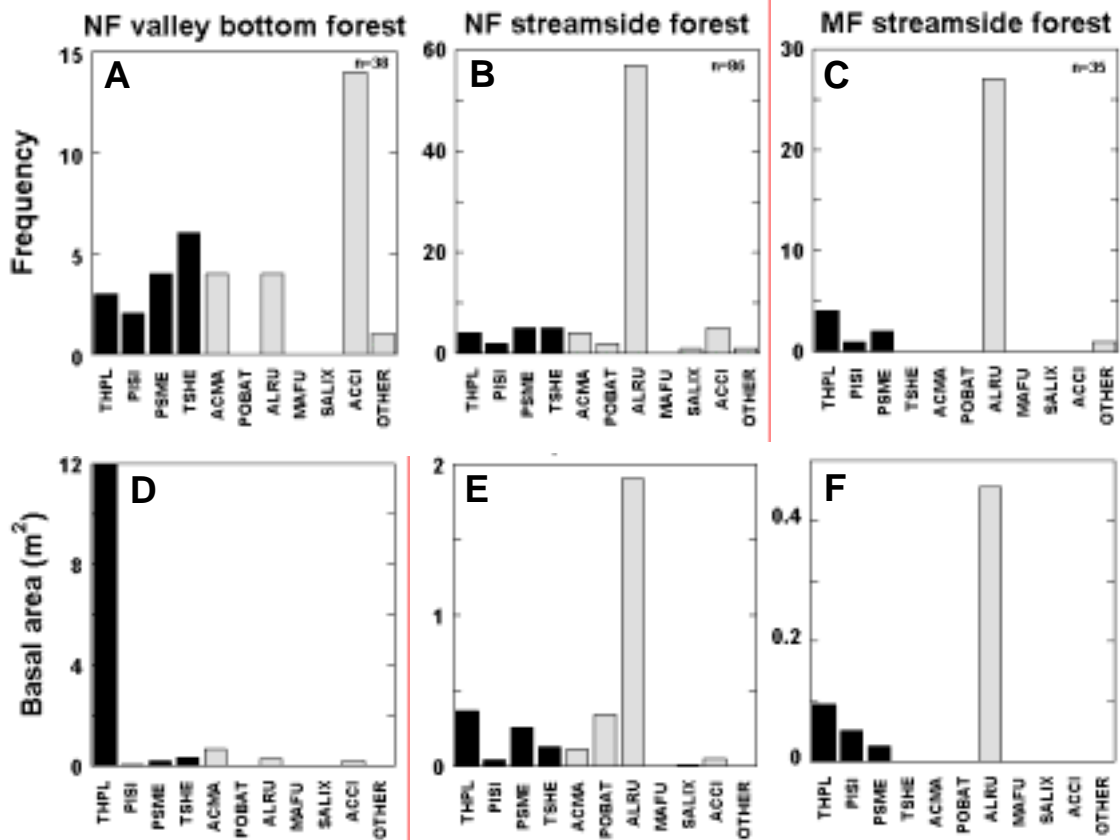 NF valley bottom forest
NF streamside forest
MF streamside forest
A
n=38
B
n=86
C
n=35
Frequency
15
10
5
0
60
40
20
0
30
20
10
0
THPL PISI PSME TSHE ACMA POBAT ALRU MAFU SALIX ACCI OTHER
THPL PISI PSME TSHE ACMA POBAT ALRU MAFU SALIX ACCI OTHER
THPL PISI PSME TSHE ACMA POBAT ALRU MAFU SALIX ACCI OTHER
D
E
F
Basal area (m²)
12
8
4
0
2
1
0
0.4
0.2
0
THPL PISI PSME TSHE ACMA POBAT ALRU MAFU SALIX ACCI OTHER
THPL PISI PSME TSHE ACMA POBAT ALRU MAFU SALIX ACCI OTHER
THPL PISI PSME TSHE ACMA POBAT ALRU MAFU SALIX ACCI OTHER